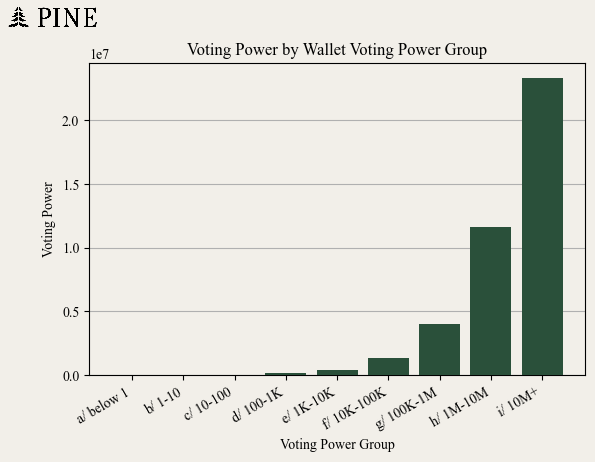 PINE
Voting Power by Wallet Voting Power Group
1e7
2.0
1.5
1.0
0.5
0.0
Voting Power
a/ below 1
b/ 1-10
c/ 10-100
d/ 100-1K
e/ 1K-10K
f/ 10K-100K
g/ 100K-1M
h/ 1M-10M
i/ 10M+
Voting Power Group